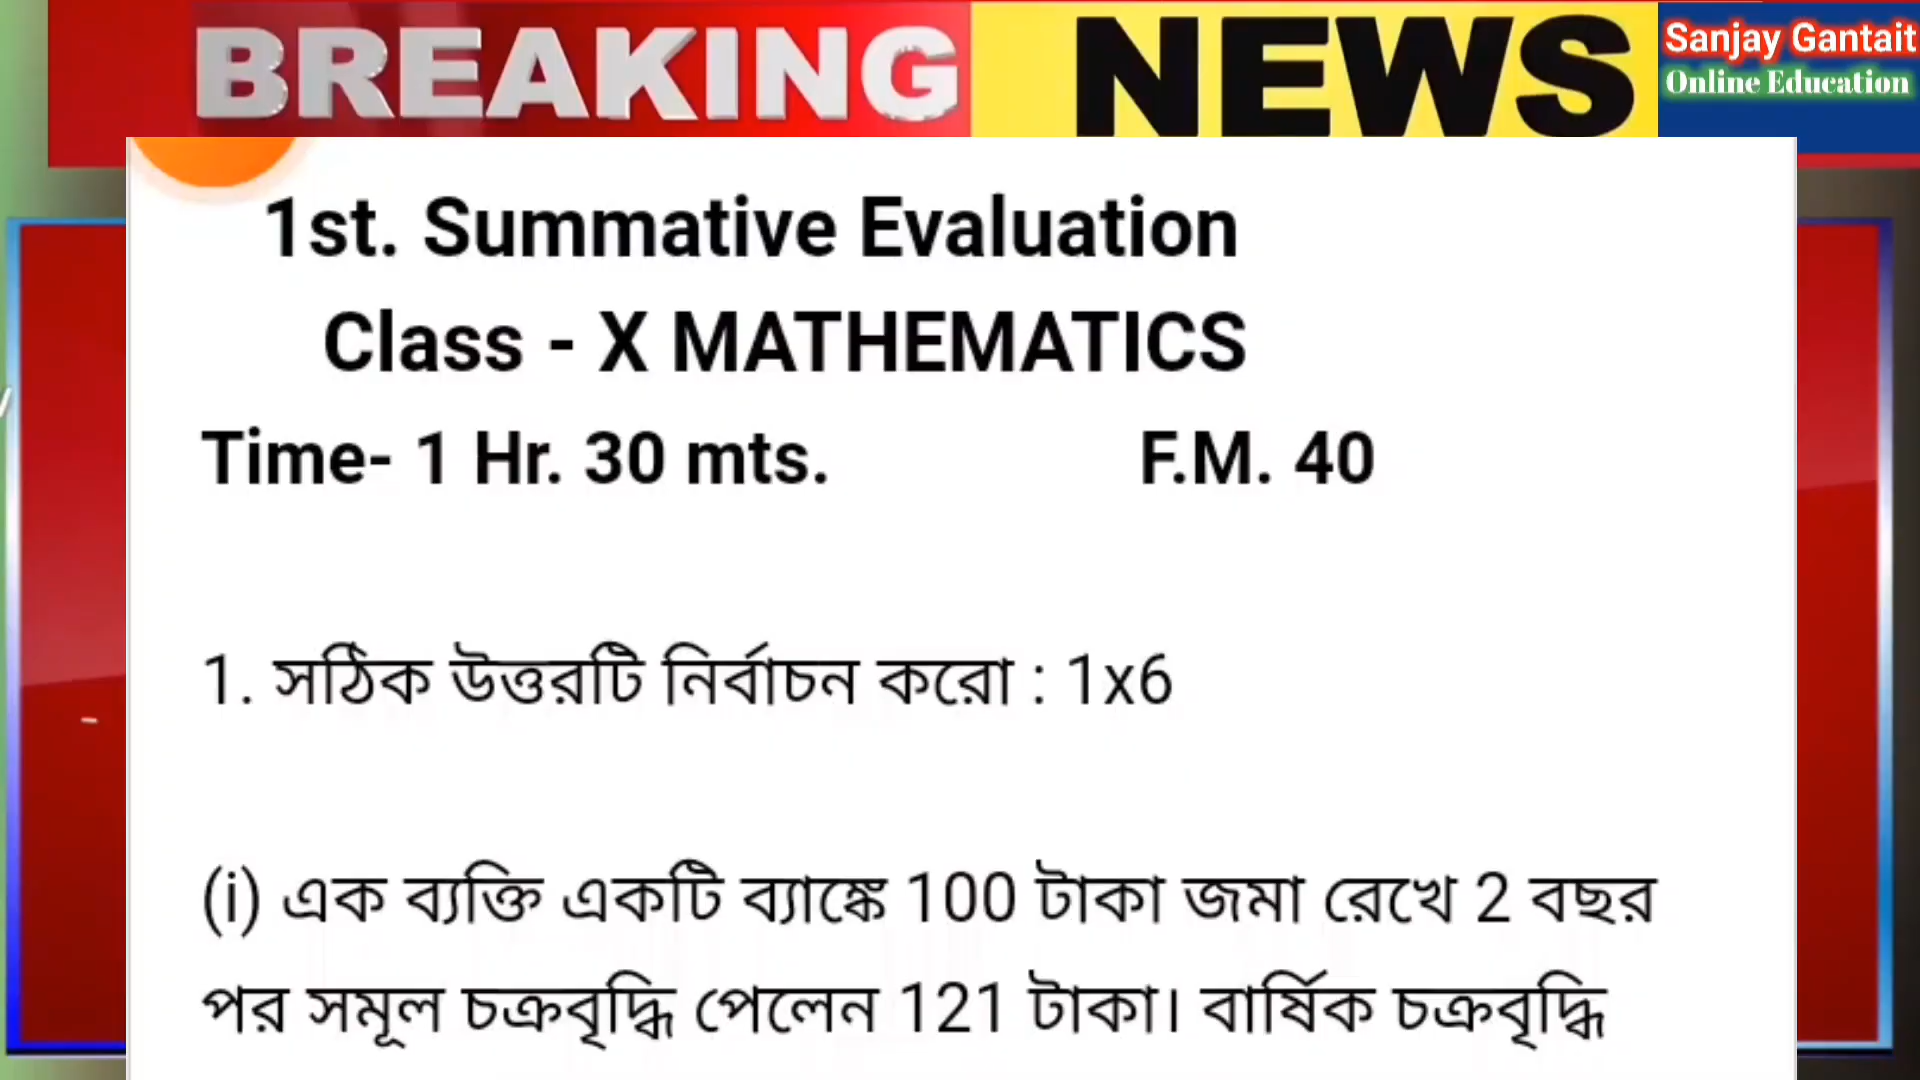 BREAKING NEWS
Sanjay Gantait
Online Education
1st. Summative Evaluation
Class - X MATHEMATICS
Time- 1 Hr. 30 mts. F.M. 40
1. সঠিক উত্তরটি নির্বাচন করো : 1x6
(i) এক ব্যক্তি একটি ব্যাঙ্কে 100 টাকা জমা রেখে 2 বছর
পর সমূল চক্রবৃদ্ধি পেলেন 121 টাকা। বার্ষিক চক্রবৃদ্ধি